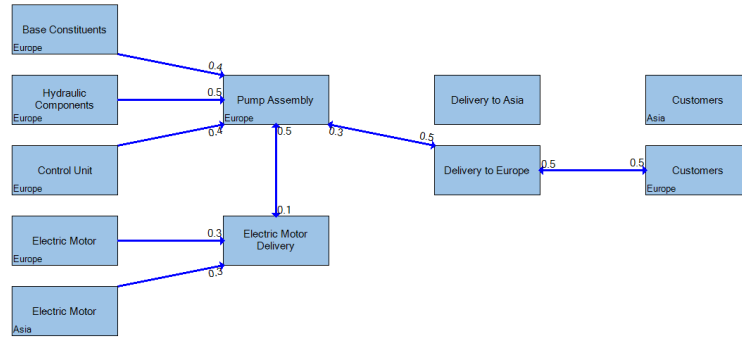 Base Constituents
Europe
0.4
Hydraulic
Components
Europe
0.5
Pump Assembly
Europe
Delivery to Asia
Customers
Asia
0.4
0.5
0.3
0.5
Control Unit
Europe
Delivery to Europe
0.5
0.5
Customers
Europe
0.1
Electric Motor
Europe
0.3
Electric Motor
Delivery
0.3
Electric Motor
Asia